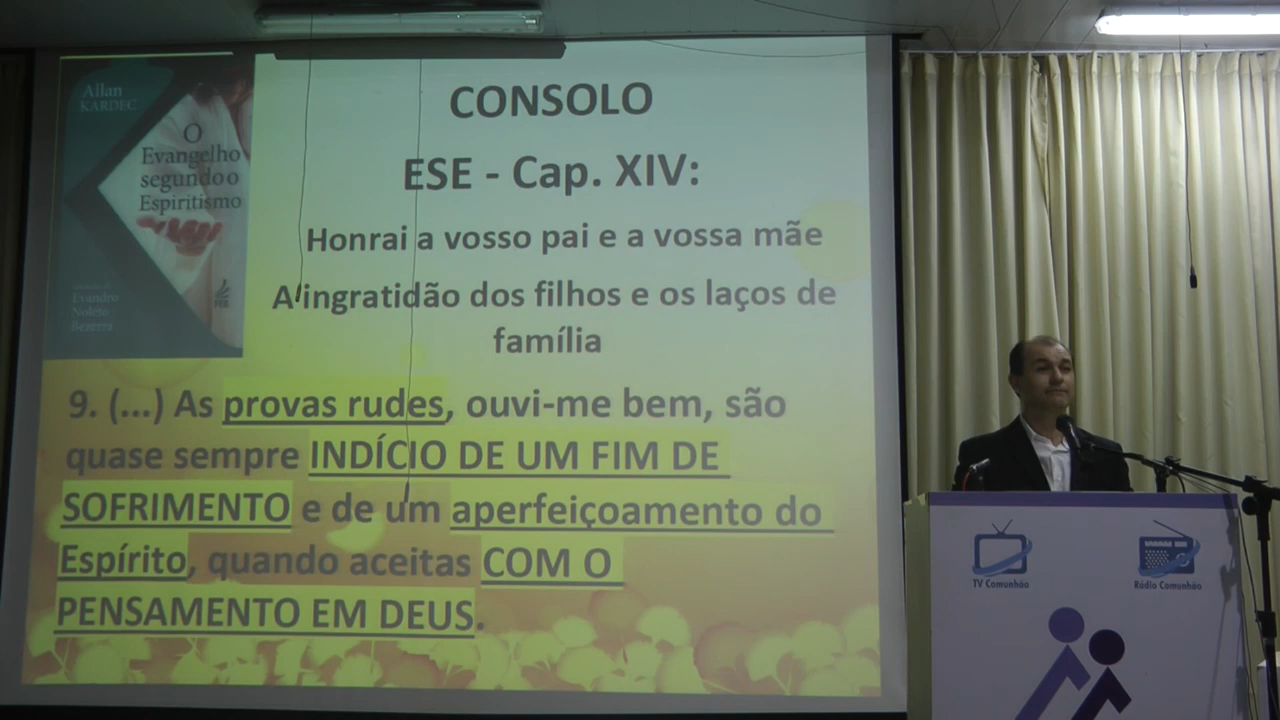 Allan
KARDEC
O
Evangelho
segundo o
Espiritismo
Evandro
Noleto
Bezerra
FEB
CONSOLO
ESE - Cap. XIV:
Honrai a vosso pai e a vossa mãe
A ingratidão dos filhos e os laços de
família
9. (...) As provas rudes, ouvi-me bem, são
quase sempre INDÍCIO DE UM FIM DE
SOFRIMENTO e de um aperfeiçoamento do
Espírito, quando aceitas COM O
PENSAMENTO EM DEUS.
TV Comunhão
Rádio Comunhão